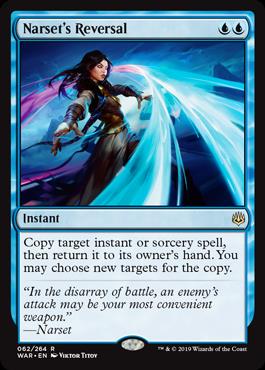 Narset's Reversal
Instant
Copy target instant or sorcery spell,
then return it to its owner's hand. You
may choose new targets for the copy.
"In the disarray of battle, an enemy's
attack may be your most convenient
weapon."
—Narset
062/264 R
WAR • EN Viktor Titov
™ & © 2019 Wizards of the Coast